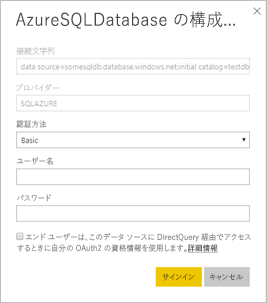 AzureSQLDatabase の構成...
接続文字列
data source=somesqldb.database.windows.net;initial catalog=testdb
プロバイダー
SQLAZURE
認証方法
Basic
ユーザー名
パスワード
エンド ユーザーは、このデータ ソースに DirectQuery 経由でアクセス
するときに自分の OAuth2 の資格情報を使用します。詳細情報
サインイン キャンセル